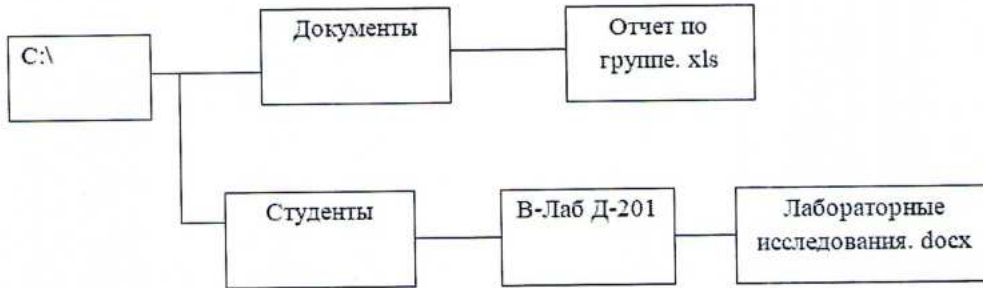 C:\
Документы
Отчет по
группе. xls
Студенты
В-Лаб Д-201
Лабораторные
исследования. docx